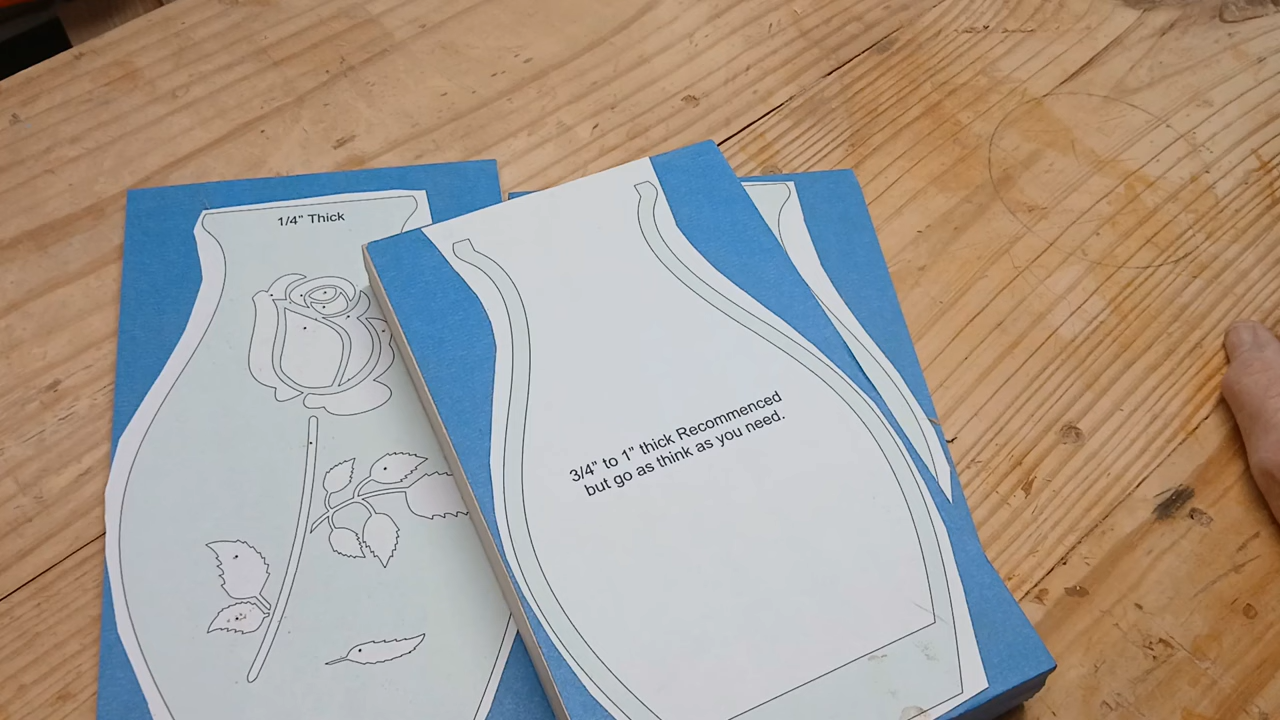 1/4" Thick
3/4" to 1" thick Recommenced
but go as think as you need.